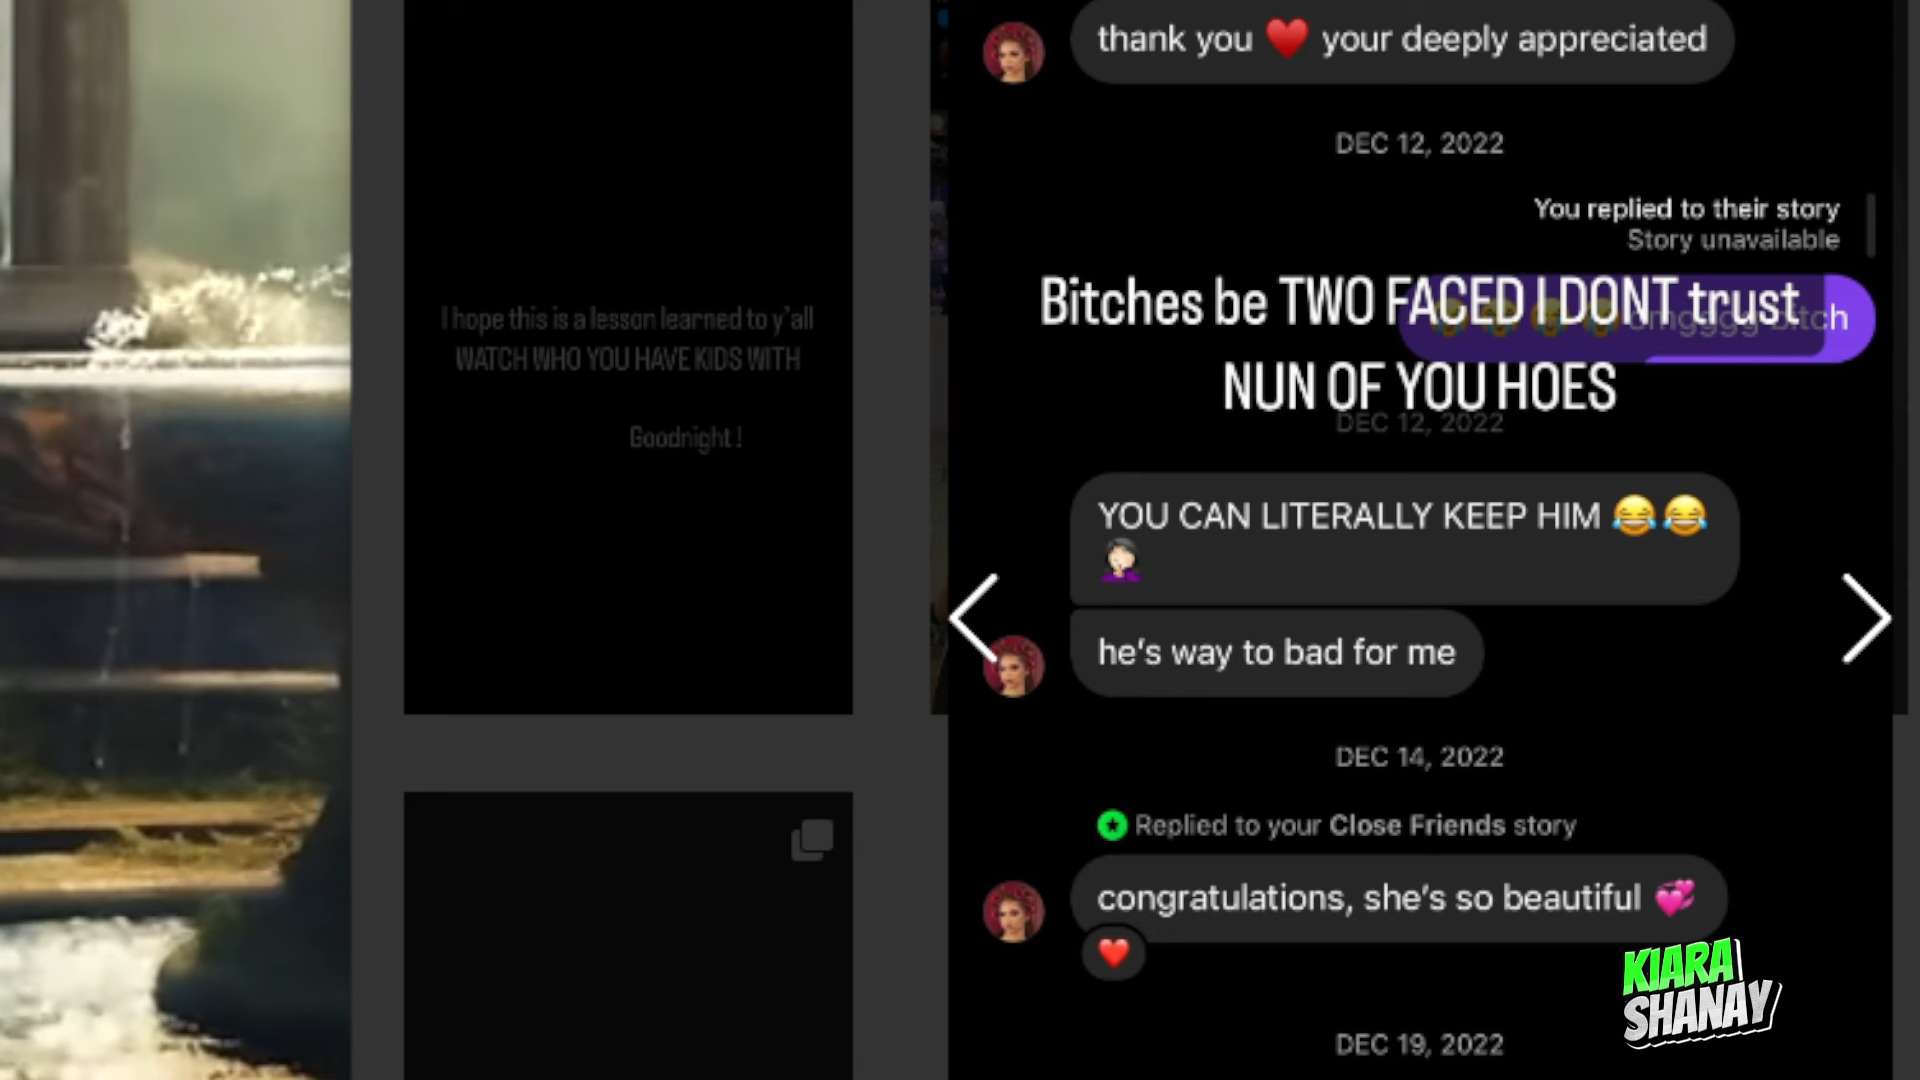 I hope this is a lesson learned to y'all
WATCH WHO YOU HAVE KIDS WITH
Goodnight !
thank you ❤️ your deeply appreciated
DEC 12, 2022
You replied to their story
Story unavailable
Bitches be TWO FACED I DONT trust
NUN OF YOU HOES
DEC 12, 2022
YOU CAN LITERALLY KEEP HIM 😂😂
🤦🏻‍♀️
he's way to bad for me
DEC 14, 2022
Replied to your Close Friends story
congratulations, she's so beautiful 💞
❤️
DEC 19, 2022
KIARA
SHANAY